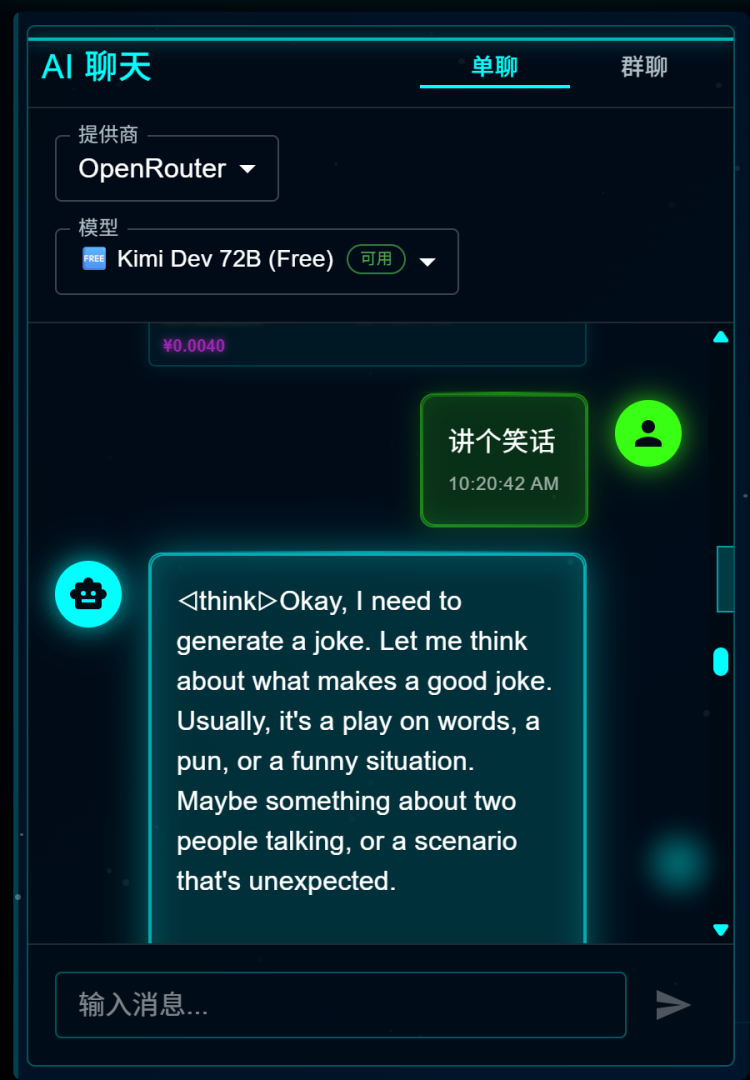 AI 聊天
单聊
群聊
提供商
OpenRouter
模型
FREE Kimi Dev 72B (Free) 可用
¥0.0040
讲个笑话
10:20:42 AM
◁think▷Okay, I need to
generate a joke. Let me think
about what makes a good joke.
Usually, it's a play on words, a
pun, or a funny situation.
Maybe something about two
people talking, or a scenario
that's unexpected.
输入消息...